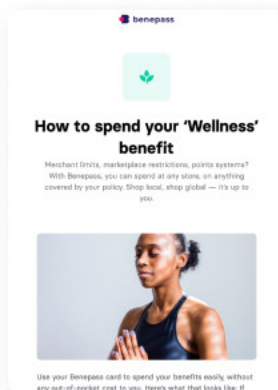 benepass
How to spend your ‘Wellness’
benefit
Merchant limits, marketplace restrictions, points systems?
With Benepass, you can spend at any store, on anything
covered by your policy. Shop local, shop global — it's up to
you.
Use your Benepass card to spend your benefits easily, without
any out-of-pocket cost to you. Here's what that looks like: If